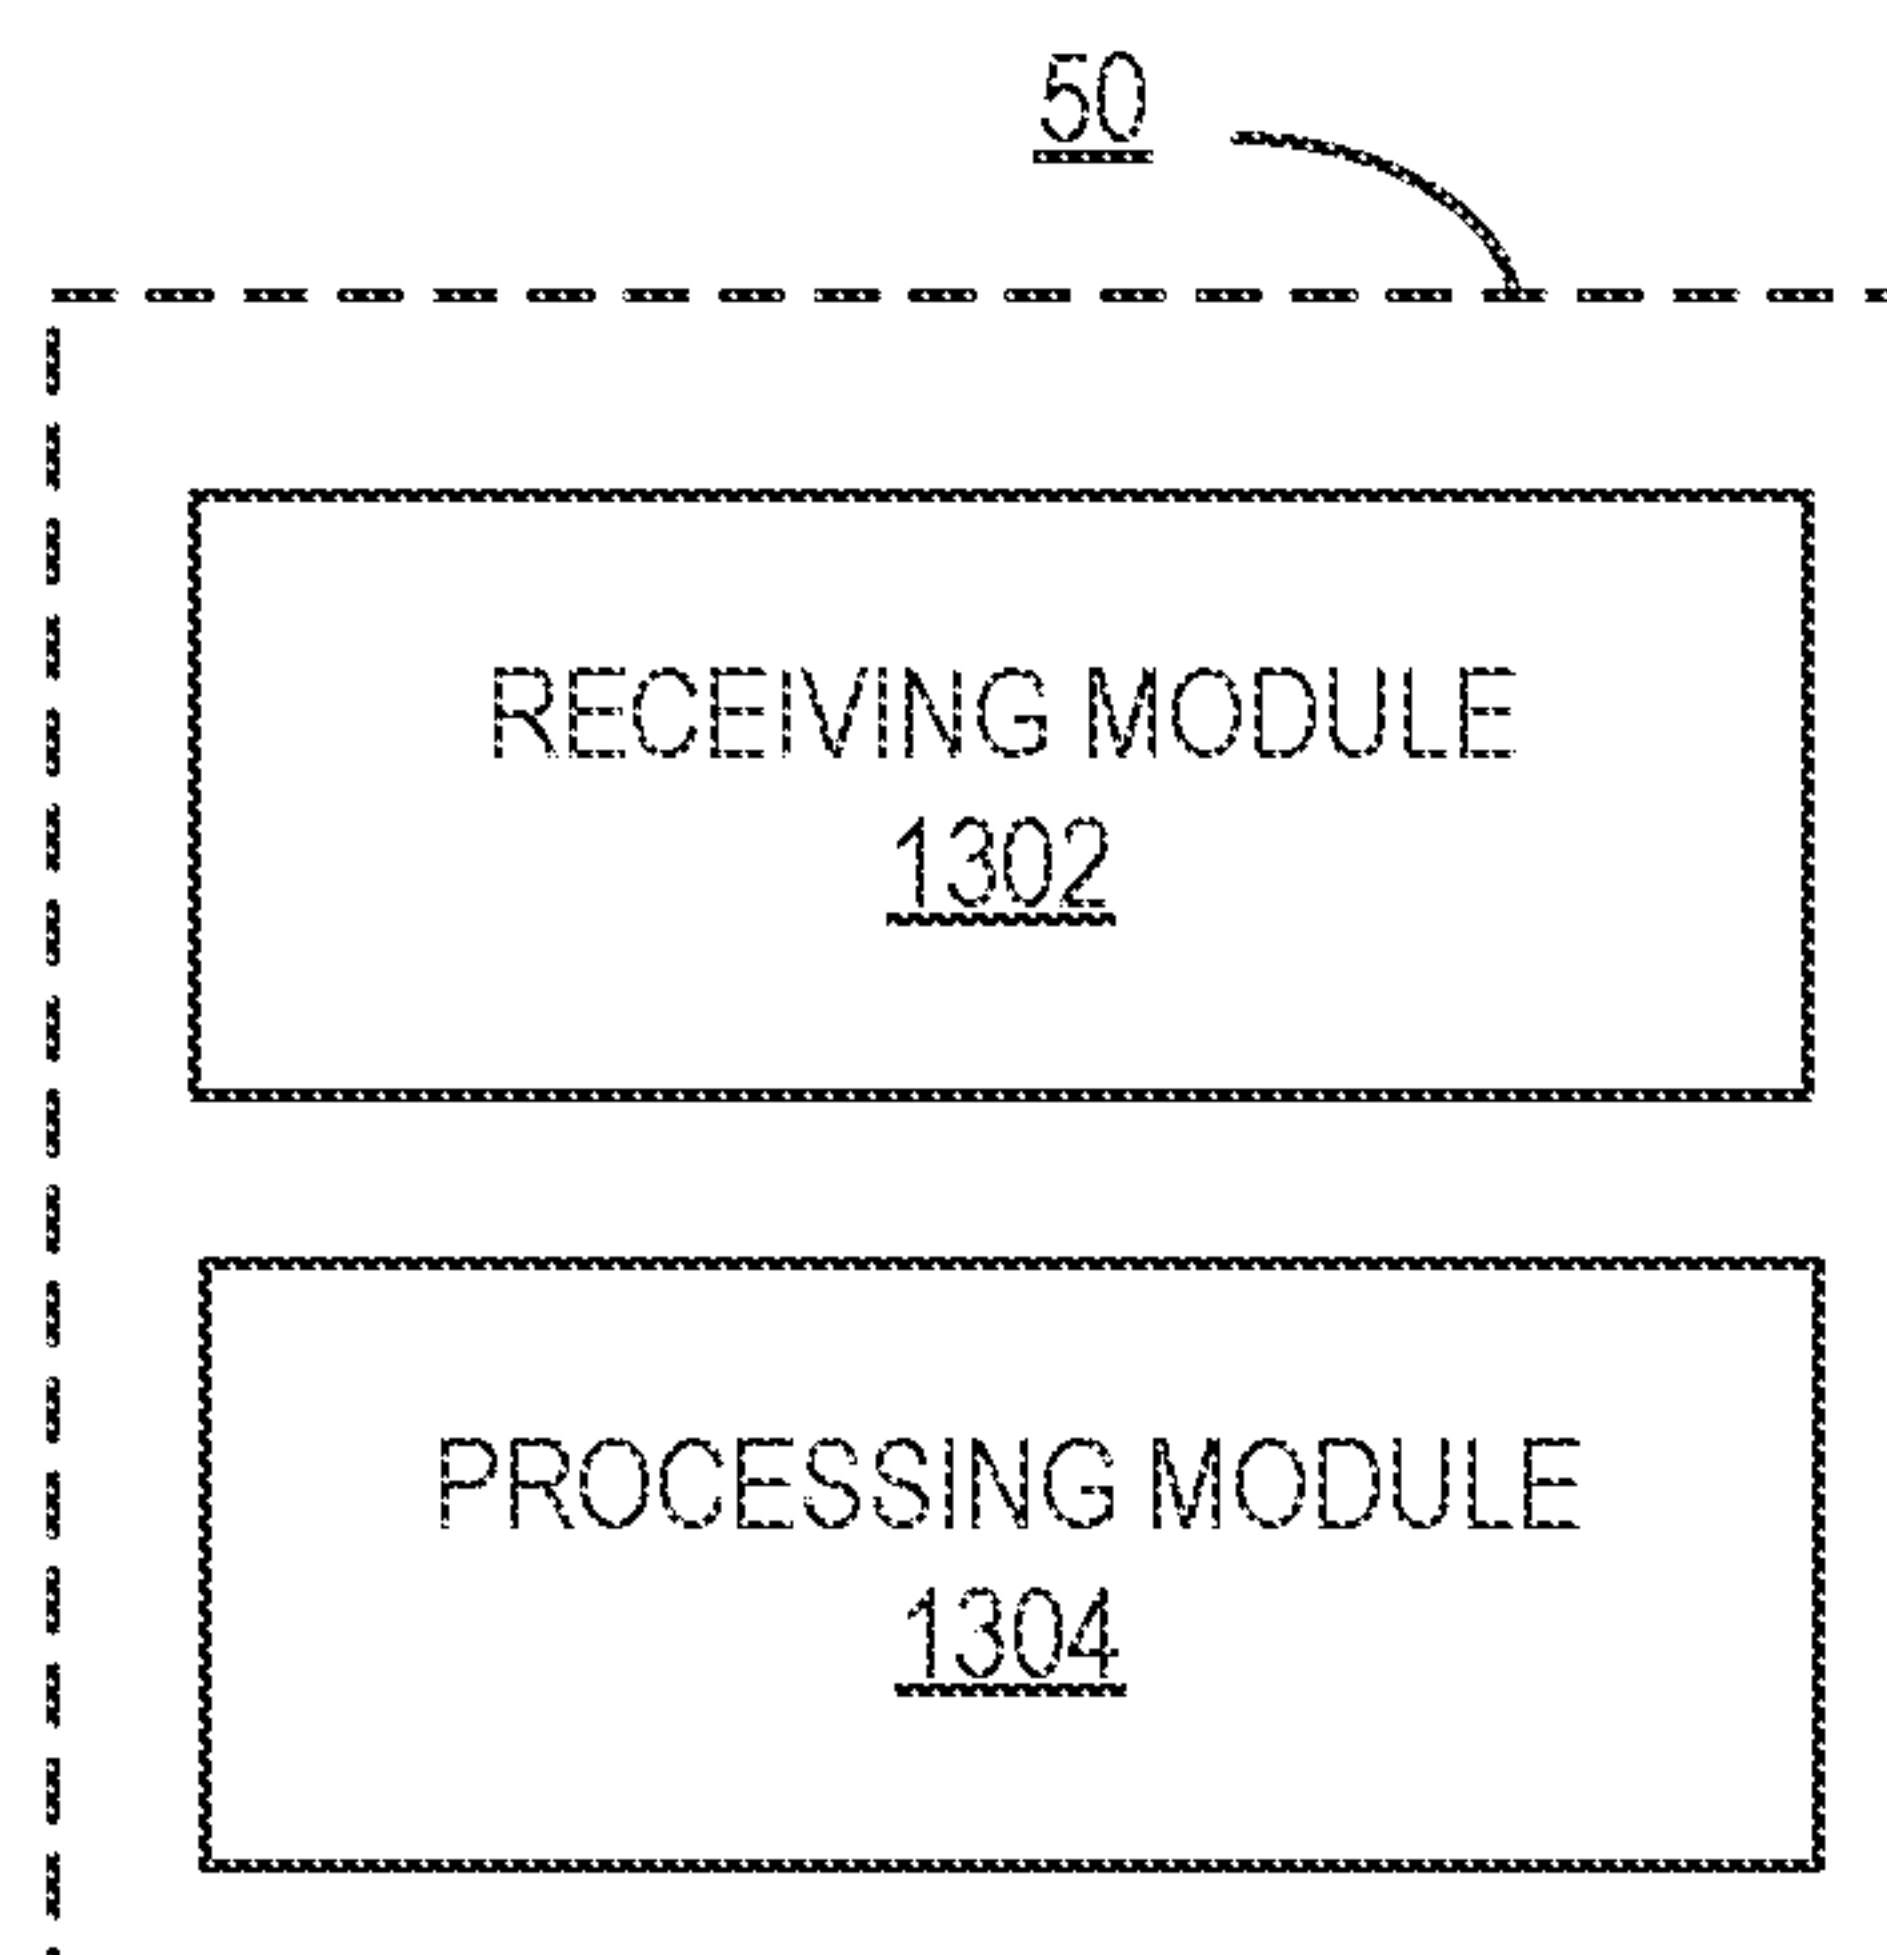 50
RECEIVING MODULE
1302
PROCESSING MODULE
1304